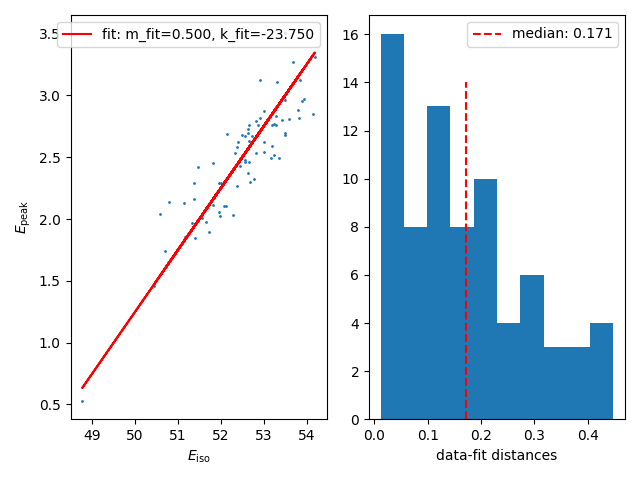 fit: m_fit=0.500, k_fit=-23.750
3.5
3.0
2.5
2.0
1.5
1.0
0.5
E_peak
49 50 51 52 53 54
E_iso
median: 0.171
16
14
12
10
8
6
4
2
0
0.0 0.1 0.2 0.3 0.4
data-fit distances